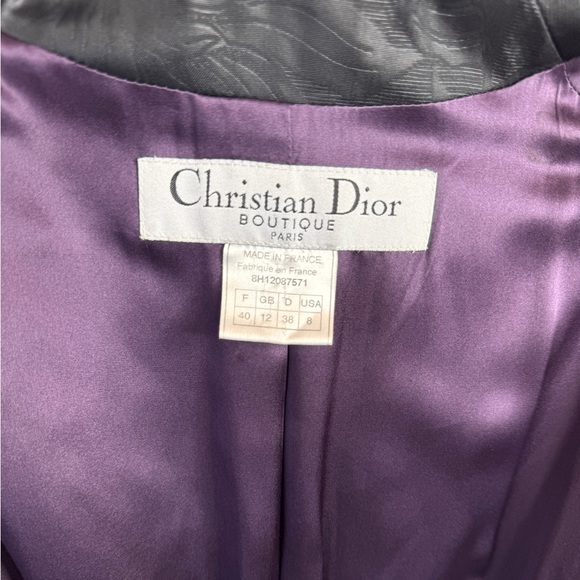 Christian Dior
BOUTIQUE
PARIS
MADE IN FRANCE
Fabriqué en France
8H12087571
F GB D USA
40 12 38 8